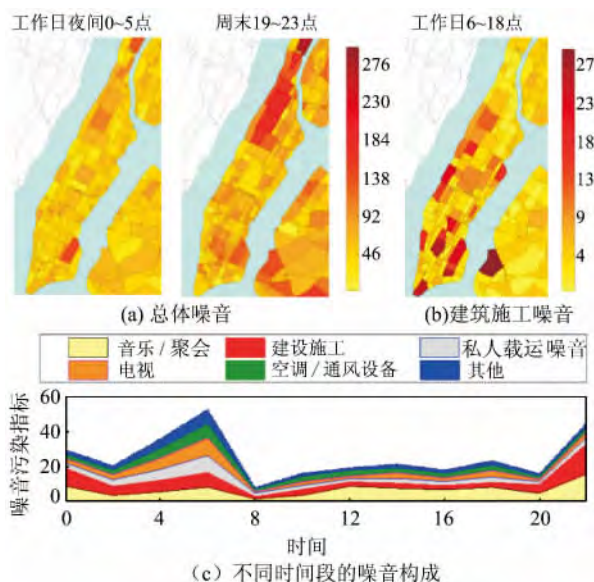 工作日夜间0~5点
周末19~23点
工作日6~18点
276
230
184
138
92
46
27
23
18
13
9
4
(a) 总体噪音
(b)建筑施工噪音
音乐 / 聚会
建设施工
私人载运噪音
电视
空调 / 通风设备
其他
噪音污染指标
60
40
20
0
0
4
8
12
16
20
时间
(c) 不同时间段的噪音构成